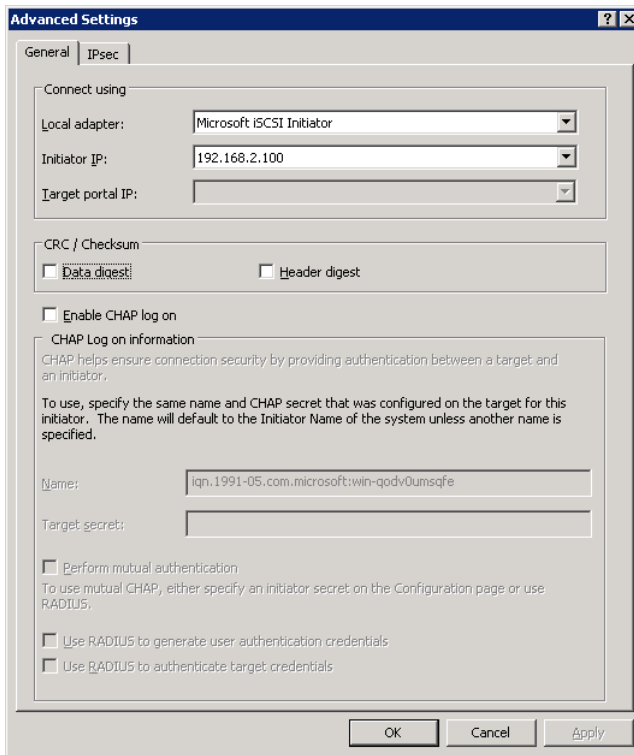 Advanced Settings
General IPsec
Connect using
Local adapter: Microsoft iSCSI Initiator
Initiator IP: 192.168.2.100
Target portal IP:
CRC / Checksum
Data digest Header digest
Enable CHAP log on
CHAP Log on information
CHAP helps ensure connection security by providing authentication between a target and
an initiator.
To use, specify the same name and CHAP secret that was configured on the target for this
initiator. The name will default to the Initiator Name of the system unless another name is
specified.
Name: iqn.1991-05.com.microsoft:win-qodv0umsqfe
Target secret:
Perform mutual authentication
To use mutual CHAP, either specify an initiator secret on the Configuration page or use
RADIUS.
Use RADIUS to generate user authentication credentials
Use RADIUS to authenticate target credentials
OK Cancel Apply